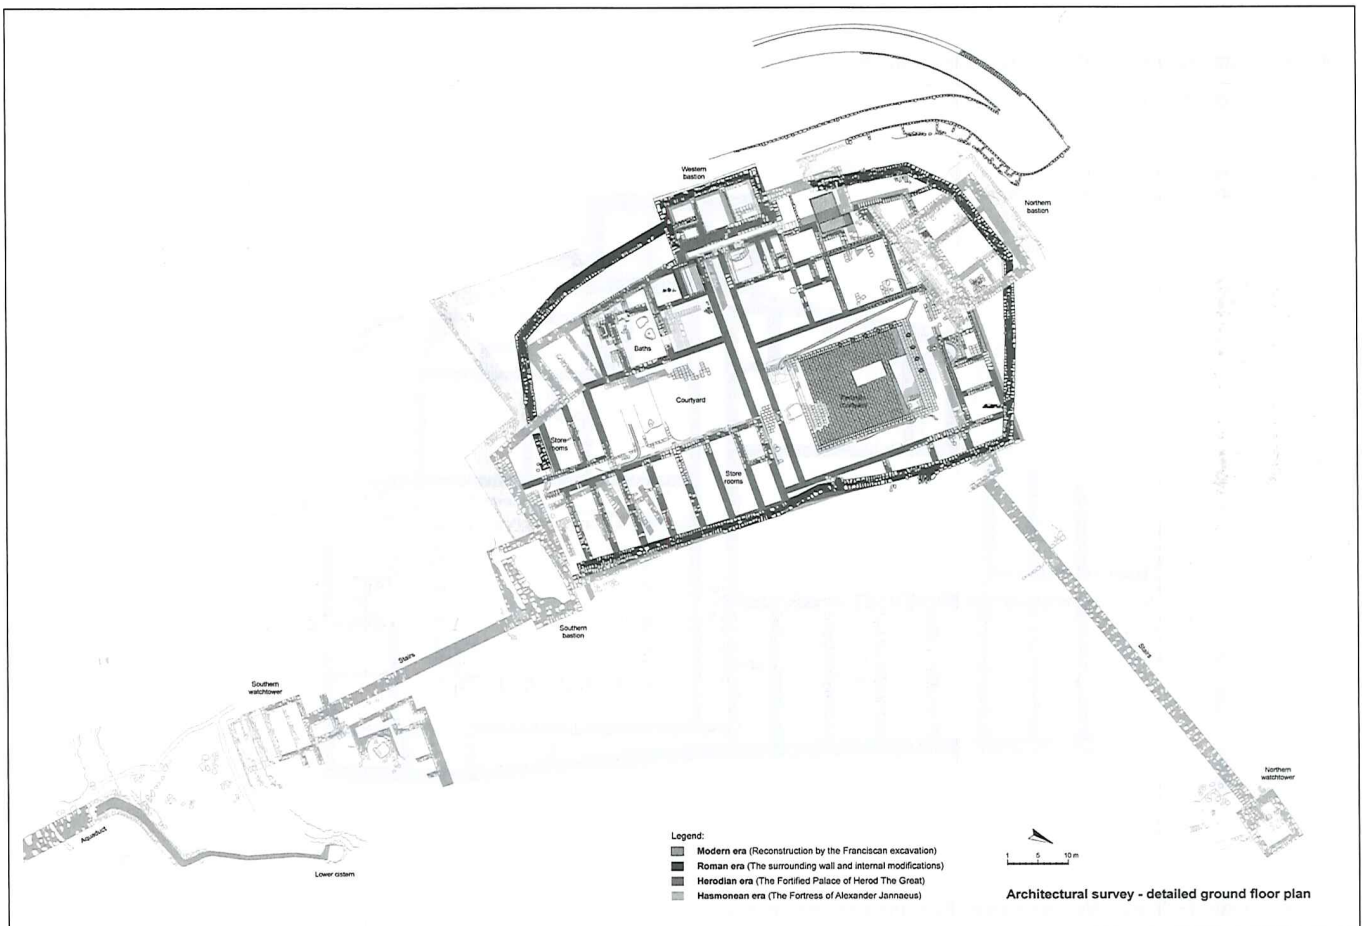 Western
bastion
Northern
bastion
Baths
Courtyard
Peristyle
courtyard
Store
rooms
Store
rooms
Southern
bastion
Stairs
Stairs
Southern
watchtower
Northern
watchtower
Aqueduct
Lower cistern
Legend:
Modern era (Reconstruction by the Franciscan excavation)
Roman era (The surrounding wall and internal modifications)
Herodian era (The Fortified Palace of Herod The Great)
Hasmonean era (The Fortress of Alexander Jannaeus)
1 5 10 m
Architectural survey - detailed ground floor plan